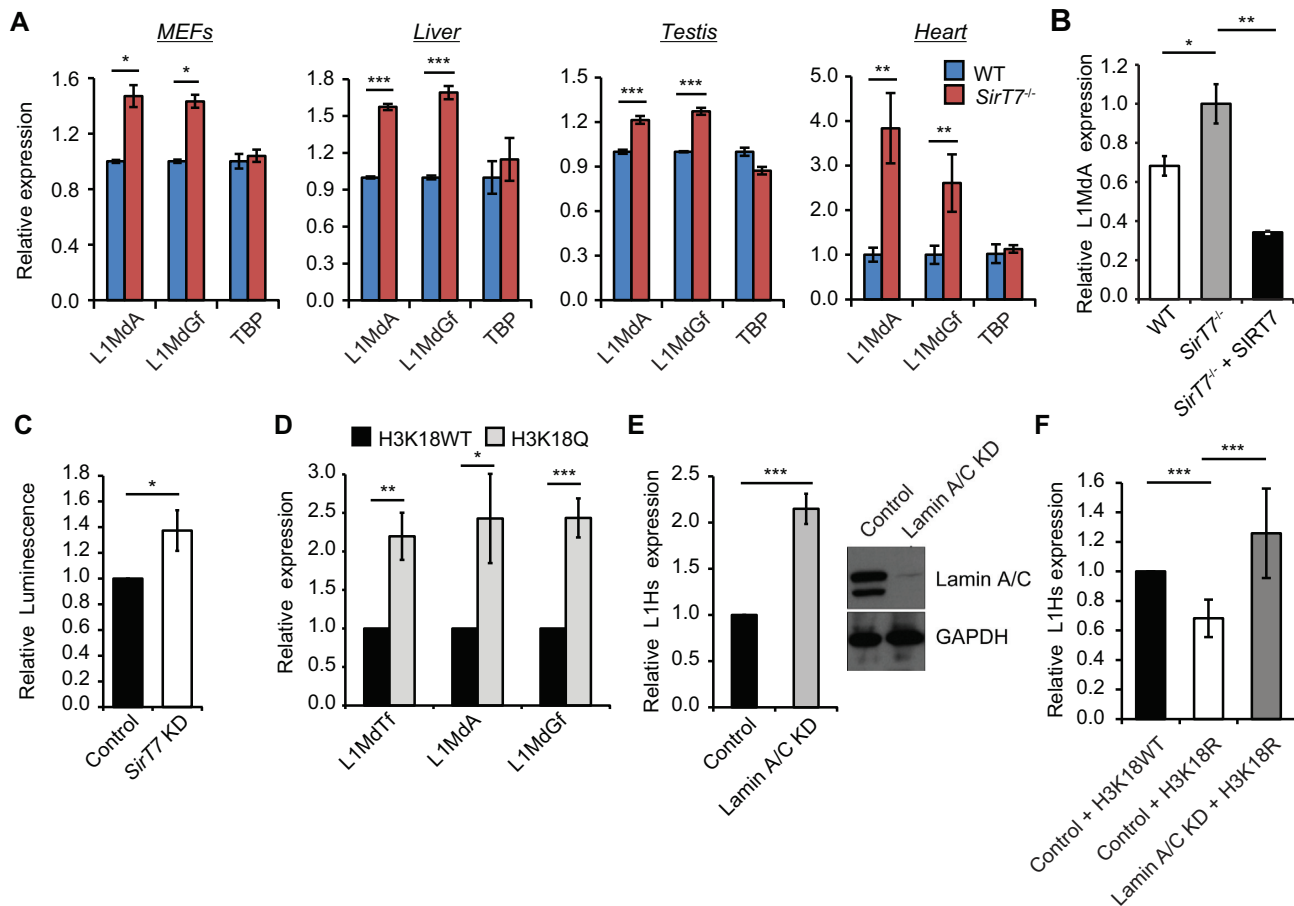 A
MEFs
Liver
Testis
Heart
WT
SirT7-/-
Relative expression
* *
1.6
1.2
0.8
0.4
0.0
L1MdA L1MdGf TBP
*** ***
1.8
1.5
1.2
0.9
0.6
0.3
0.0
L1MdA L1MdGf TBP
*** ***
1.5
1.2
0.9
0.6
0.3
0.0
L1MdA L1MdGf TBP
** **
5.0
4.0
3.0
2.0
1.0
0.0
L1MdA L1MdGf TBP
B
* **
Relative L1MdA expression
1.2
1.0
0.8
0.6
0.4
0.2
0.0
WT
SirT7-/-
SirT7-/- + SIRT7
C
*
Relative Luminescence
1.8
1.6
1.4
1.2
1.0
0.8
0.6
0.4
0.2
0.0
Control
SirT7 KD
D
H3K18WT H3K18Q
** * ***
Relative expression
3.0
2.5
2.0
1.5
1.0
0.5
0.0
L1MdTf L1MdA L1MdGf
E
***
Relative L1Hs expression
2.5
2.0
1.5
1.0
0.5
0.0
Control
Lamin A/C KD
Control
Lamin A/C KD
Lamin A/C
GAPDH
F
*** ***
Relative L1Hs expression
1.6
1.4
1.2
1.0
0.8
0.6
0.4
0.2
0.0
Control + H3K18WT
Control + H3K18R
Lamin A/C KD + H3K18R